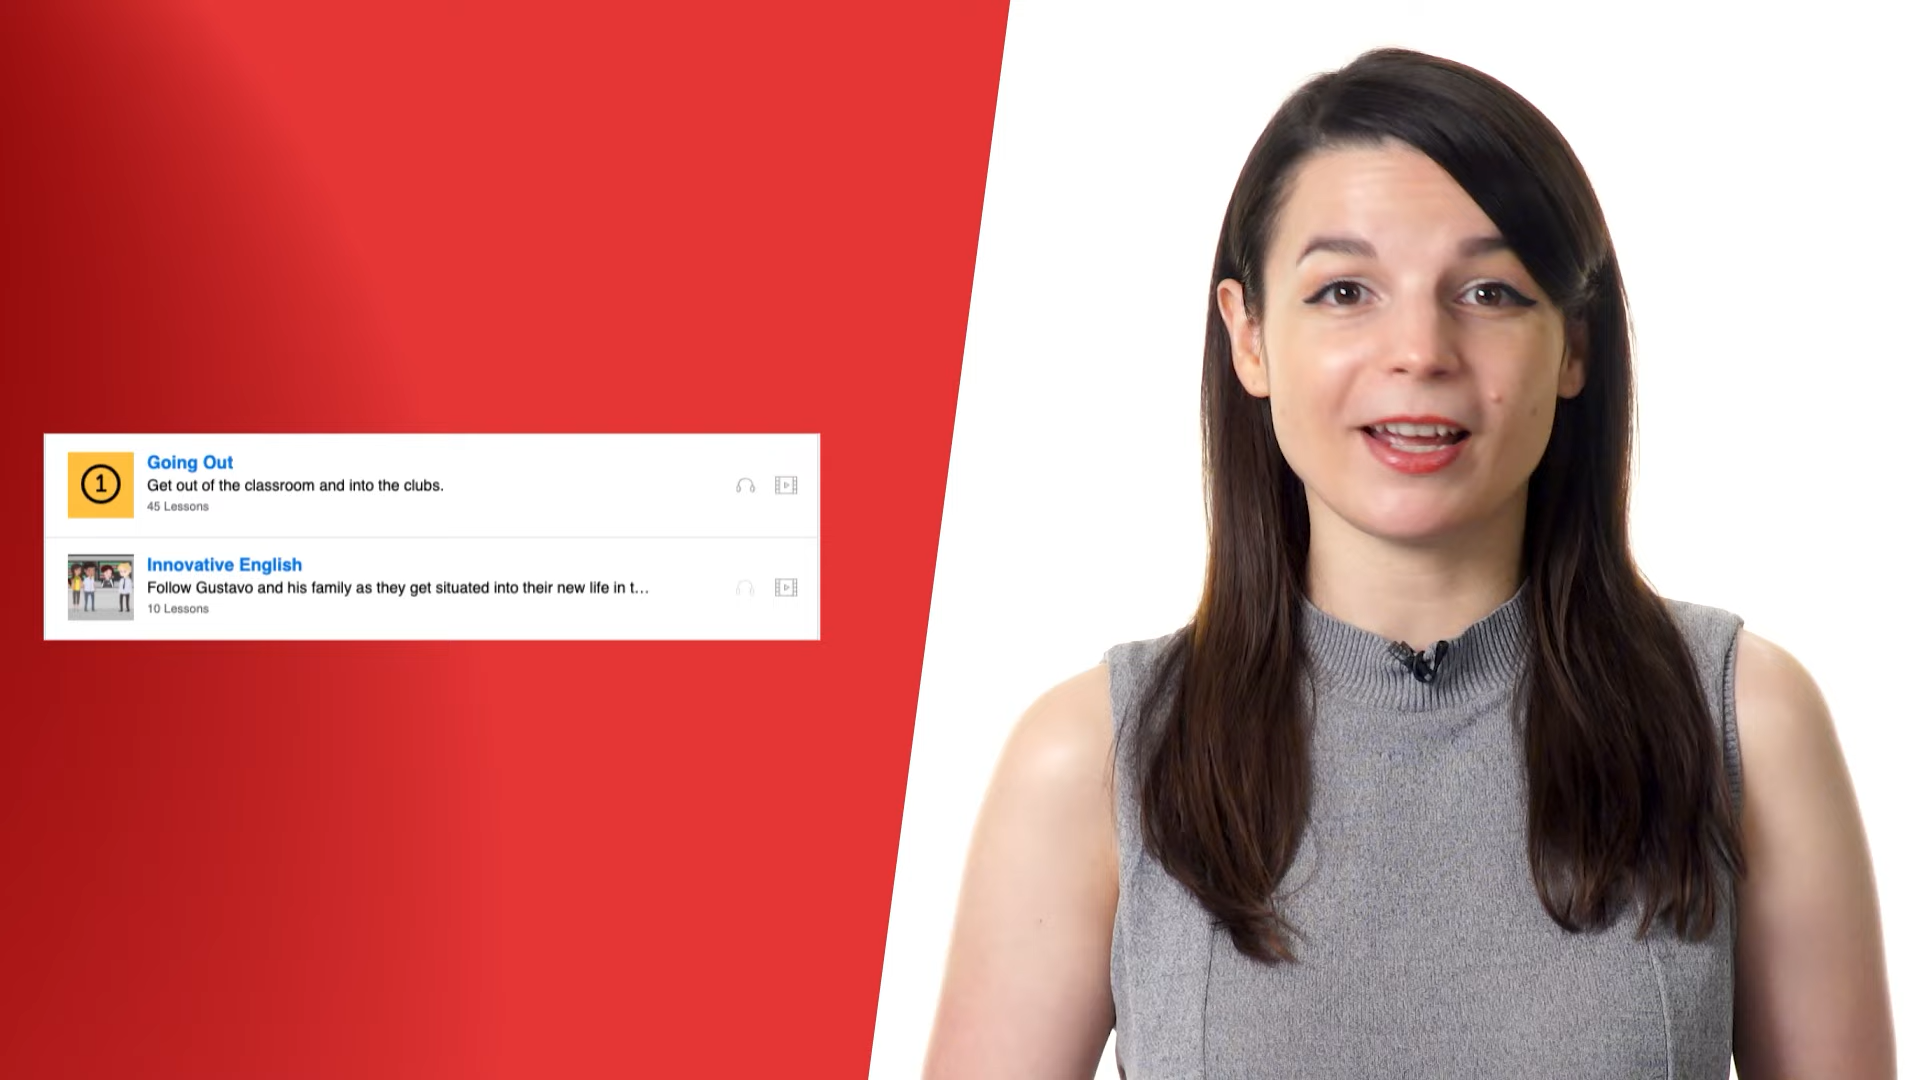 1
Going Out
Get out of the classroom and into the clubs.
45 Lessons
Innovative English
Follow Gustavo and his family as they get situated into their new life in t...
10 Lessons